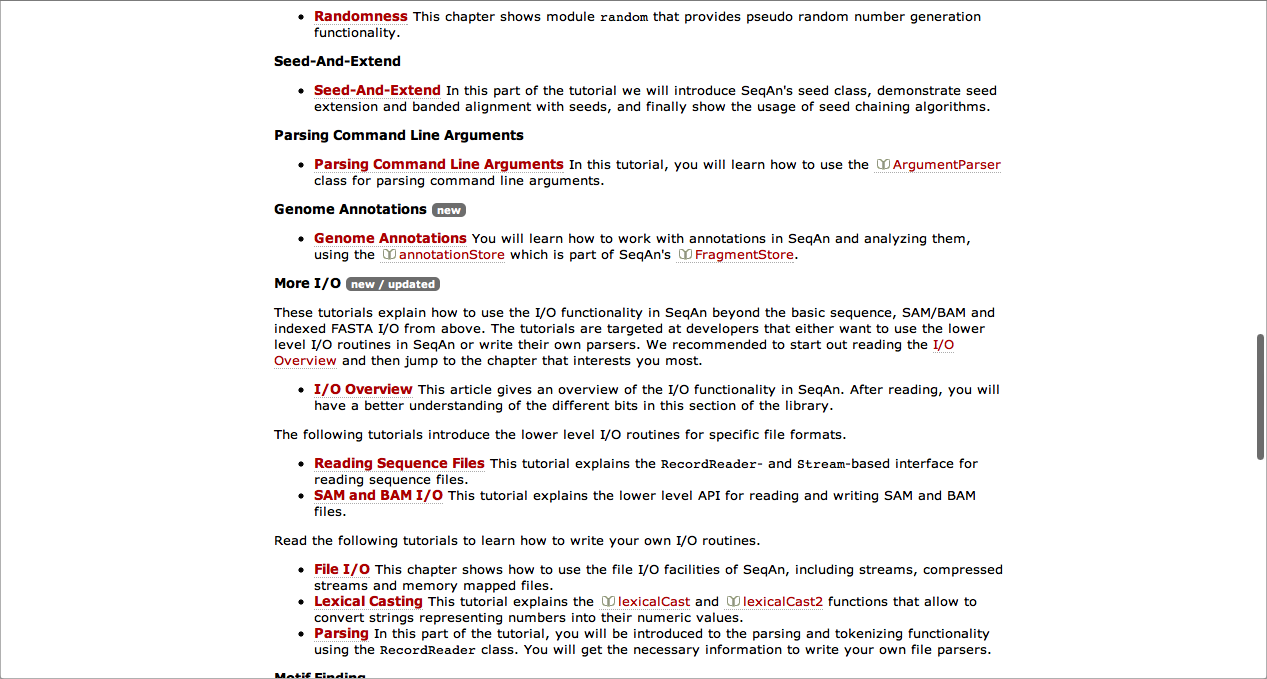 • Randomness This chapter shows module random that provides pseudo random number generation
functionality.
Seed-And-Extend
• Seed-And-Extend In this part of the tutorial we will introduce SeqAn's seed class, demonstrate seed
extension and banded alignment with seeds, and finally show the usage of seed chaining algorithms.
Parsing Command Line Arguments
• Parsing Command Line Arguments In this tutorial, you will learn how to use the ArgumentParser
class for parsing command line arguments.
Genome Annotations new
• Genome Annotations You will learn how to work with annotations in SeqAn and analyzing them,
using the annotationStore which is part of SeqAn's FragmentStore.
More I/O new / updated
These tutorials explain how to use the I/O functionality in SeqAn beyond the basic sequence, SAM/BAM and
indexed FASTA I/O from above. The tutorials are targeted at developers that either want to use the lower
level I/O routines in SeqAn or write their own parsers. We recommended to start out reading the I/O
Overview and then jump to the chapter that interests you most.
• I/O Overview This article gives an overview of the I/O functionality in SeqAn. After reading, you will
have a better understanding of the different bits in this section of the library.
The following tutorials introduce the lower level I/O routines for specific file formats.
• Reading Sequence Files This tutorial explains the RecordReader- and Stream-based interface for
reading sequence files.
• SAM and BAM I/O This tutorial explains the lower level API for reading and writing SAM and BAM
files.
Read the following tutorials to learn how to write your own I/O routines.
• File I/O This chapter shows how to use the file I/O facilities of SeqAn, including streams, compressed
streams and memory mapped files.
• Lexical Casting This tutorial explains the lexicalCast and lexicalCast2 functions that allow to
convert strings representing numbers into their numeric values.
• Parsing In this part of the tutorial, you will be introduced to the parsing and tokenizing functionality
using the RecordReader class. You will get the necessary information to write your own file parsers.
Motif Finding